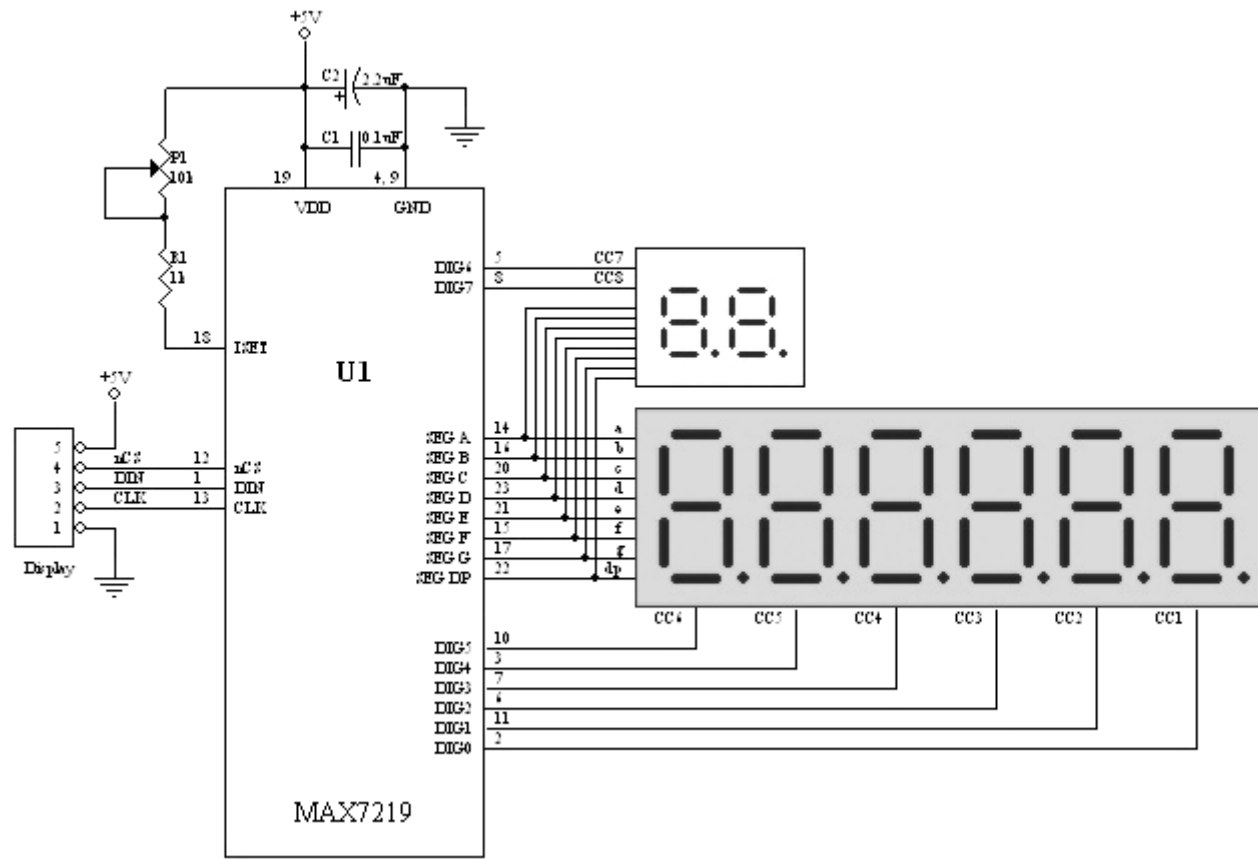 +5V
C2 2.2uF
+
C1 0.1uF
P1
10k
19 4, 9
VDD GND
R1
1k
5 CC7
DIG6
8 CC8
DIG7
18 ISET
U1
+5V
14 a
SEG A
16 b
SEG B
20 c
SEG C
23 d
SEG D
21 e
SEG E
15 f
SEG F
17 g
SEG G
22 dp
SEG DP
5
4 nCS 12 nCS
3 DIN 1 DIN
2 CLK 13 CLK
1
Display
CC6 CC5 CC4 CC3 CC2 CC1
10
DIG5
3
DIG4
7
DIG3
6
DIG2
11
DIG1
2
DIG0
MAX7219